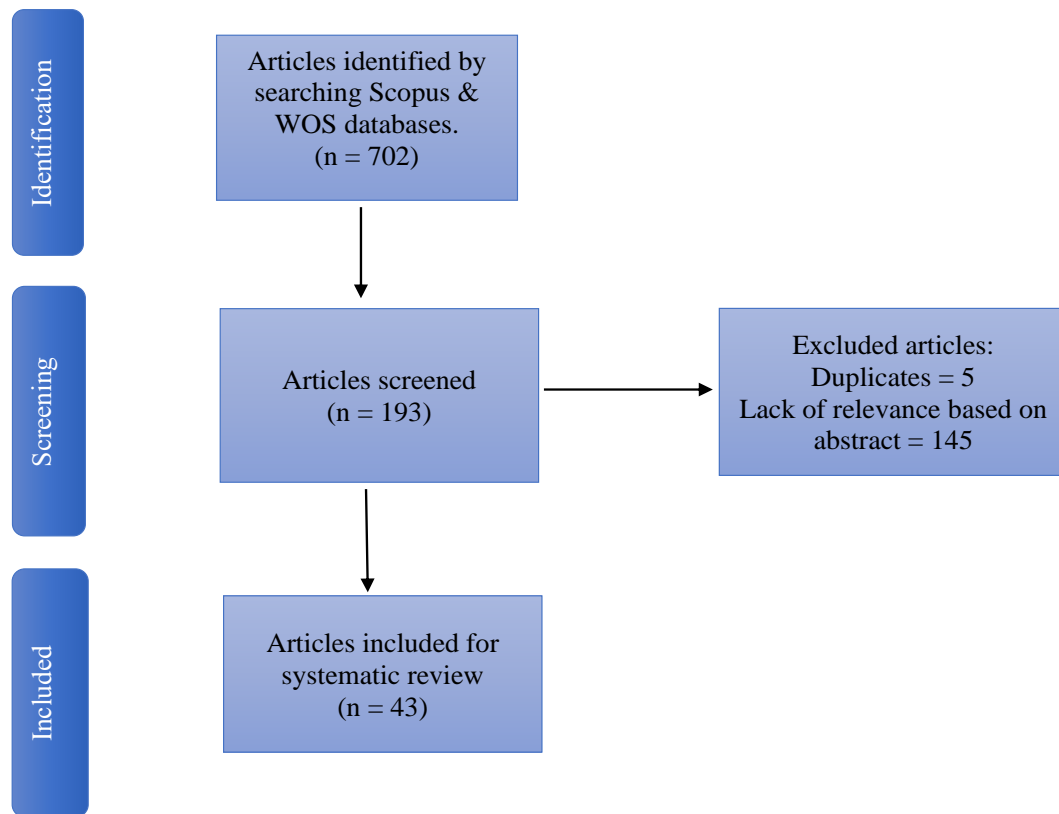 Identification
Articles identified by
searching Scopus &
WOS databases.
(n = 702)
Screening
Articles screened
(n = 193)
Excluded articles:
Duplicates = 5
Lack of relevance based on
abstract = 145
Included
Articles included for
systematic review
(n = 43)